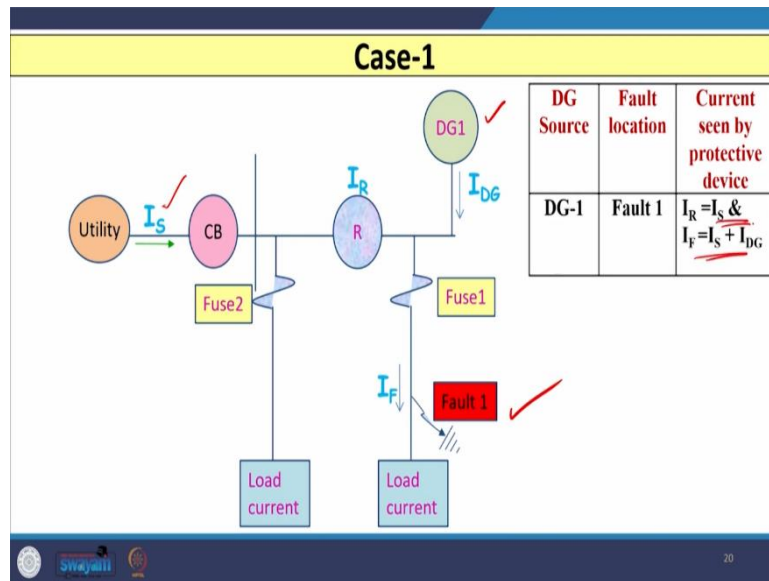 Case-1
DG1
DG Source
Fault location
Current seen by protective device
DG-1
Fault 1
I_R =I_S &
I_F =I_S + I_DG
Utility
I_S
CB
I_R
R
I_DG
Fuse2
Fuse1
I_F
Fault 1
Load current
Load current
swayam
20